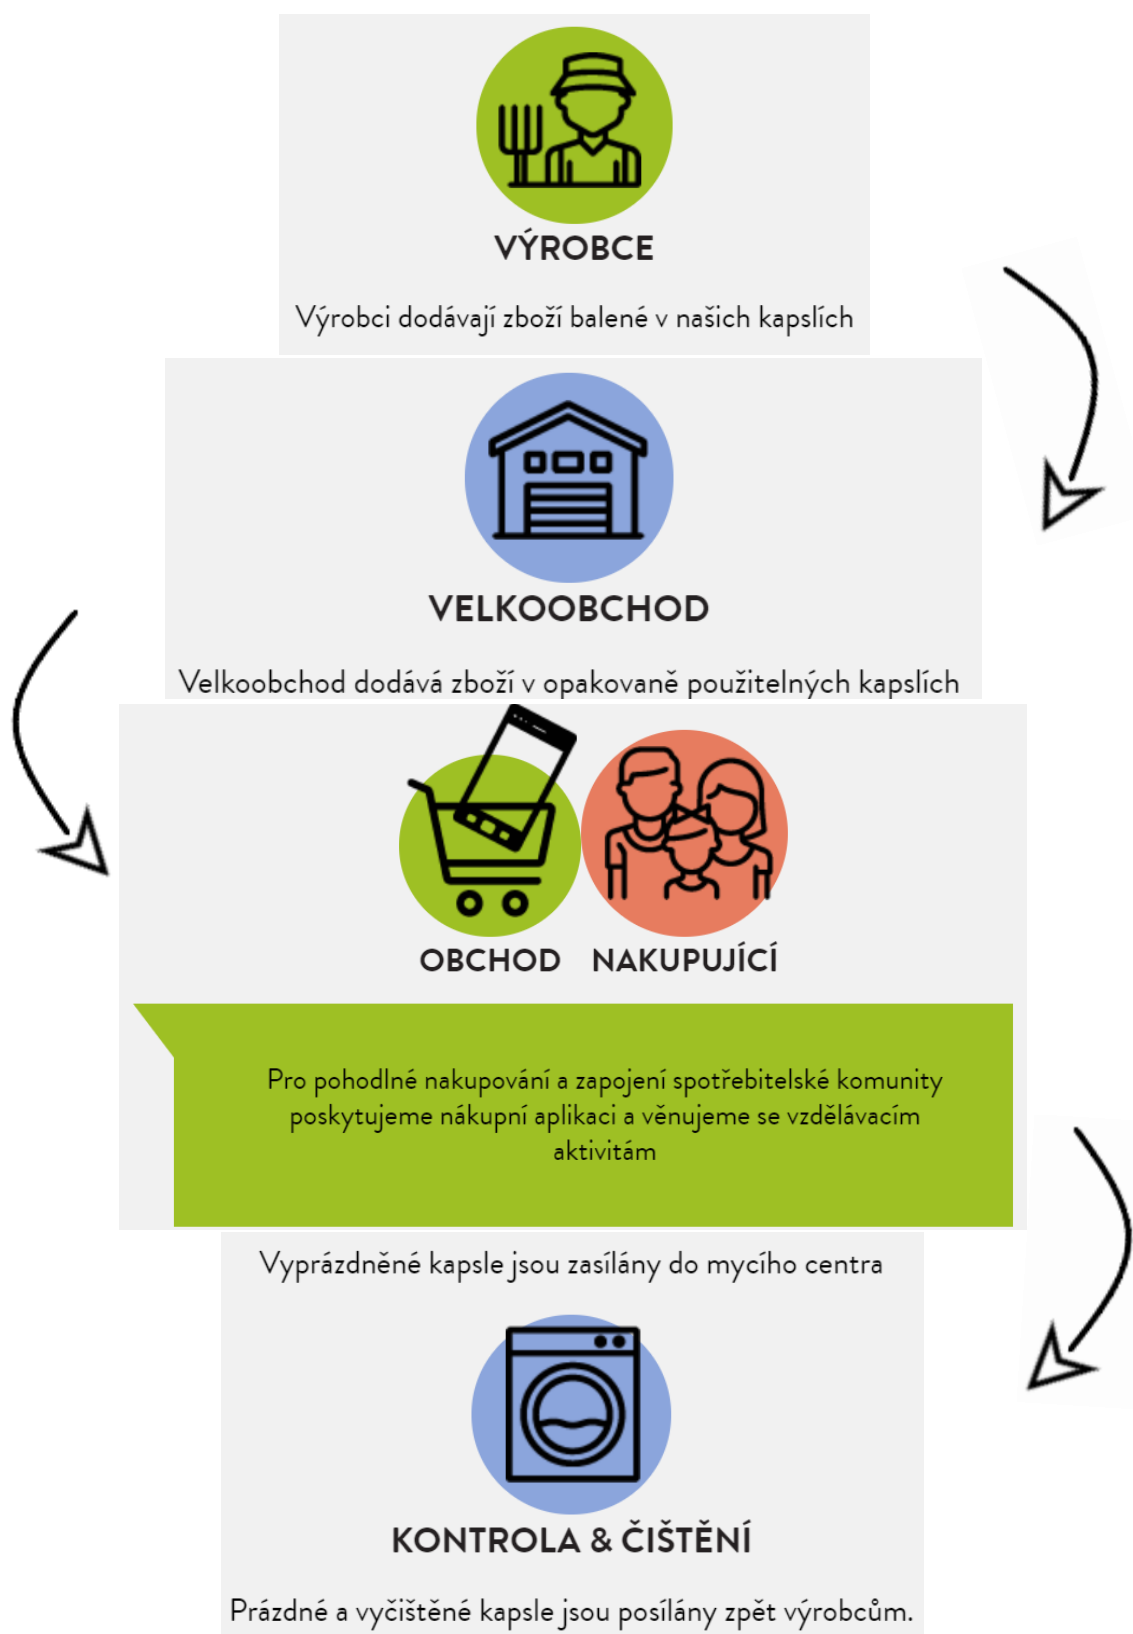 VÝROBCE
Výrobci dodávají zboží balené v našich kapslích
VELKOOBCHOD
Velkoobchod dodává zboží v opakovaně použitelných kapslích
OBCHOD NAKUPUJÍCÍ
Pro pohodlné nakupování a zapojení spotřebitelské komunity
poskytujeme nákupní aplikaci a věnujeme se vzdělávacím
aktivitám
Vyprázdněné kapsle jsou zasílány do mycího centra
KONTROLA & ČIŠTĚNÍ
Prázdné a vyčištěné kapsle jsou posílány zpět výrobcům.